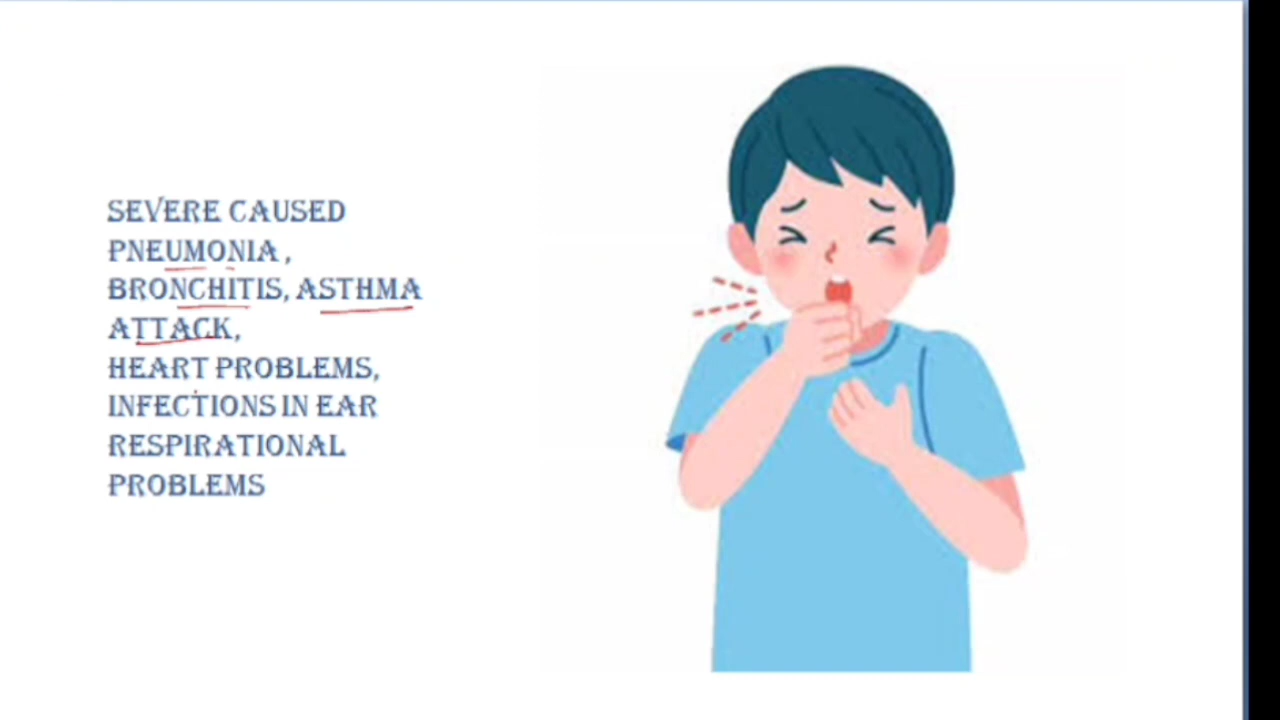 SEVERE CAUSED
PNEUMONIA ,
BRONCHITIS, ASTHMA
ATTACK,
HEART PROBLEMS,
INFECTIONS IN EAR
RESPIRATIONAL
PROBLEMS